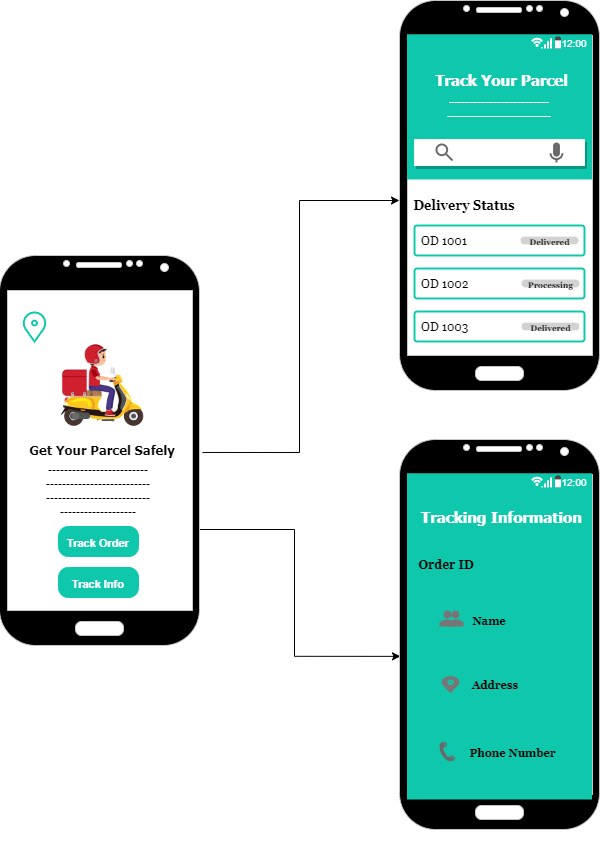 Get Your Parcel Safely
-------------------------
--------------------------
--------------------------
-------------------
Track Order
Track Info
12:00
Track Your Parcel
-------------------------
--------------------------
Delivery Status
OD 1001 Delivered
OD 1002 Processing
OD 1003 Delivered
12:00
Tracking Information
Order ID
Name
Address
Phone Number